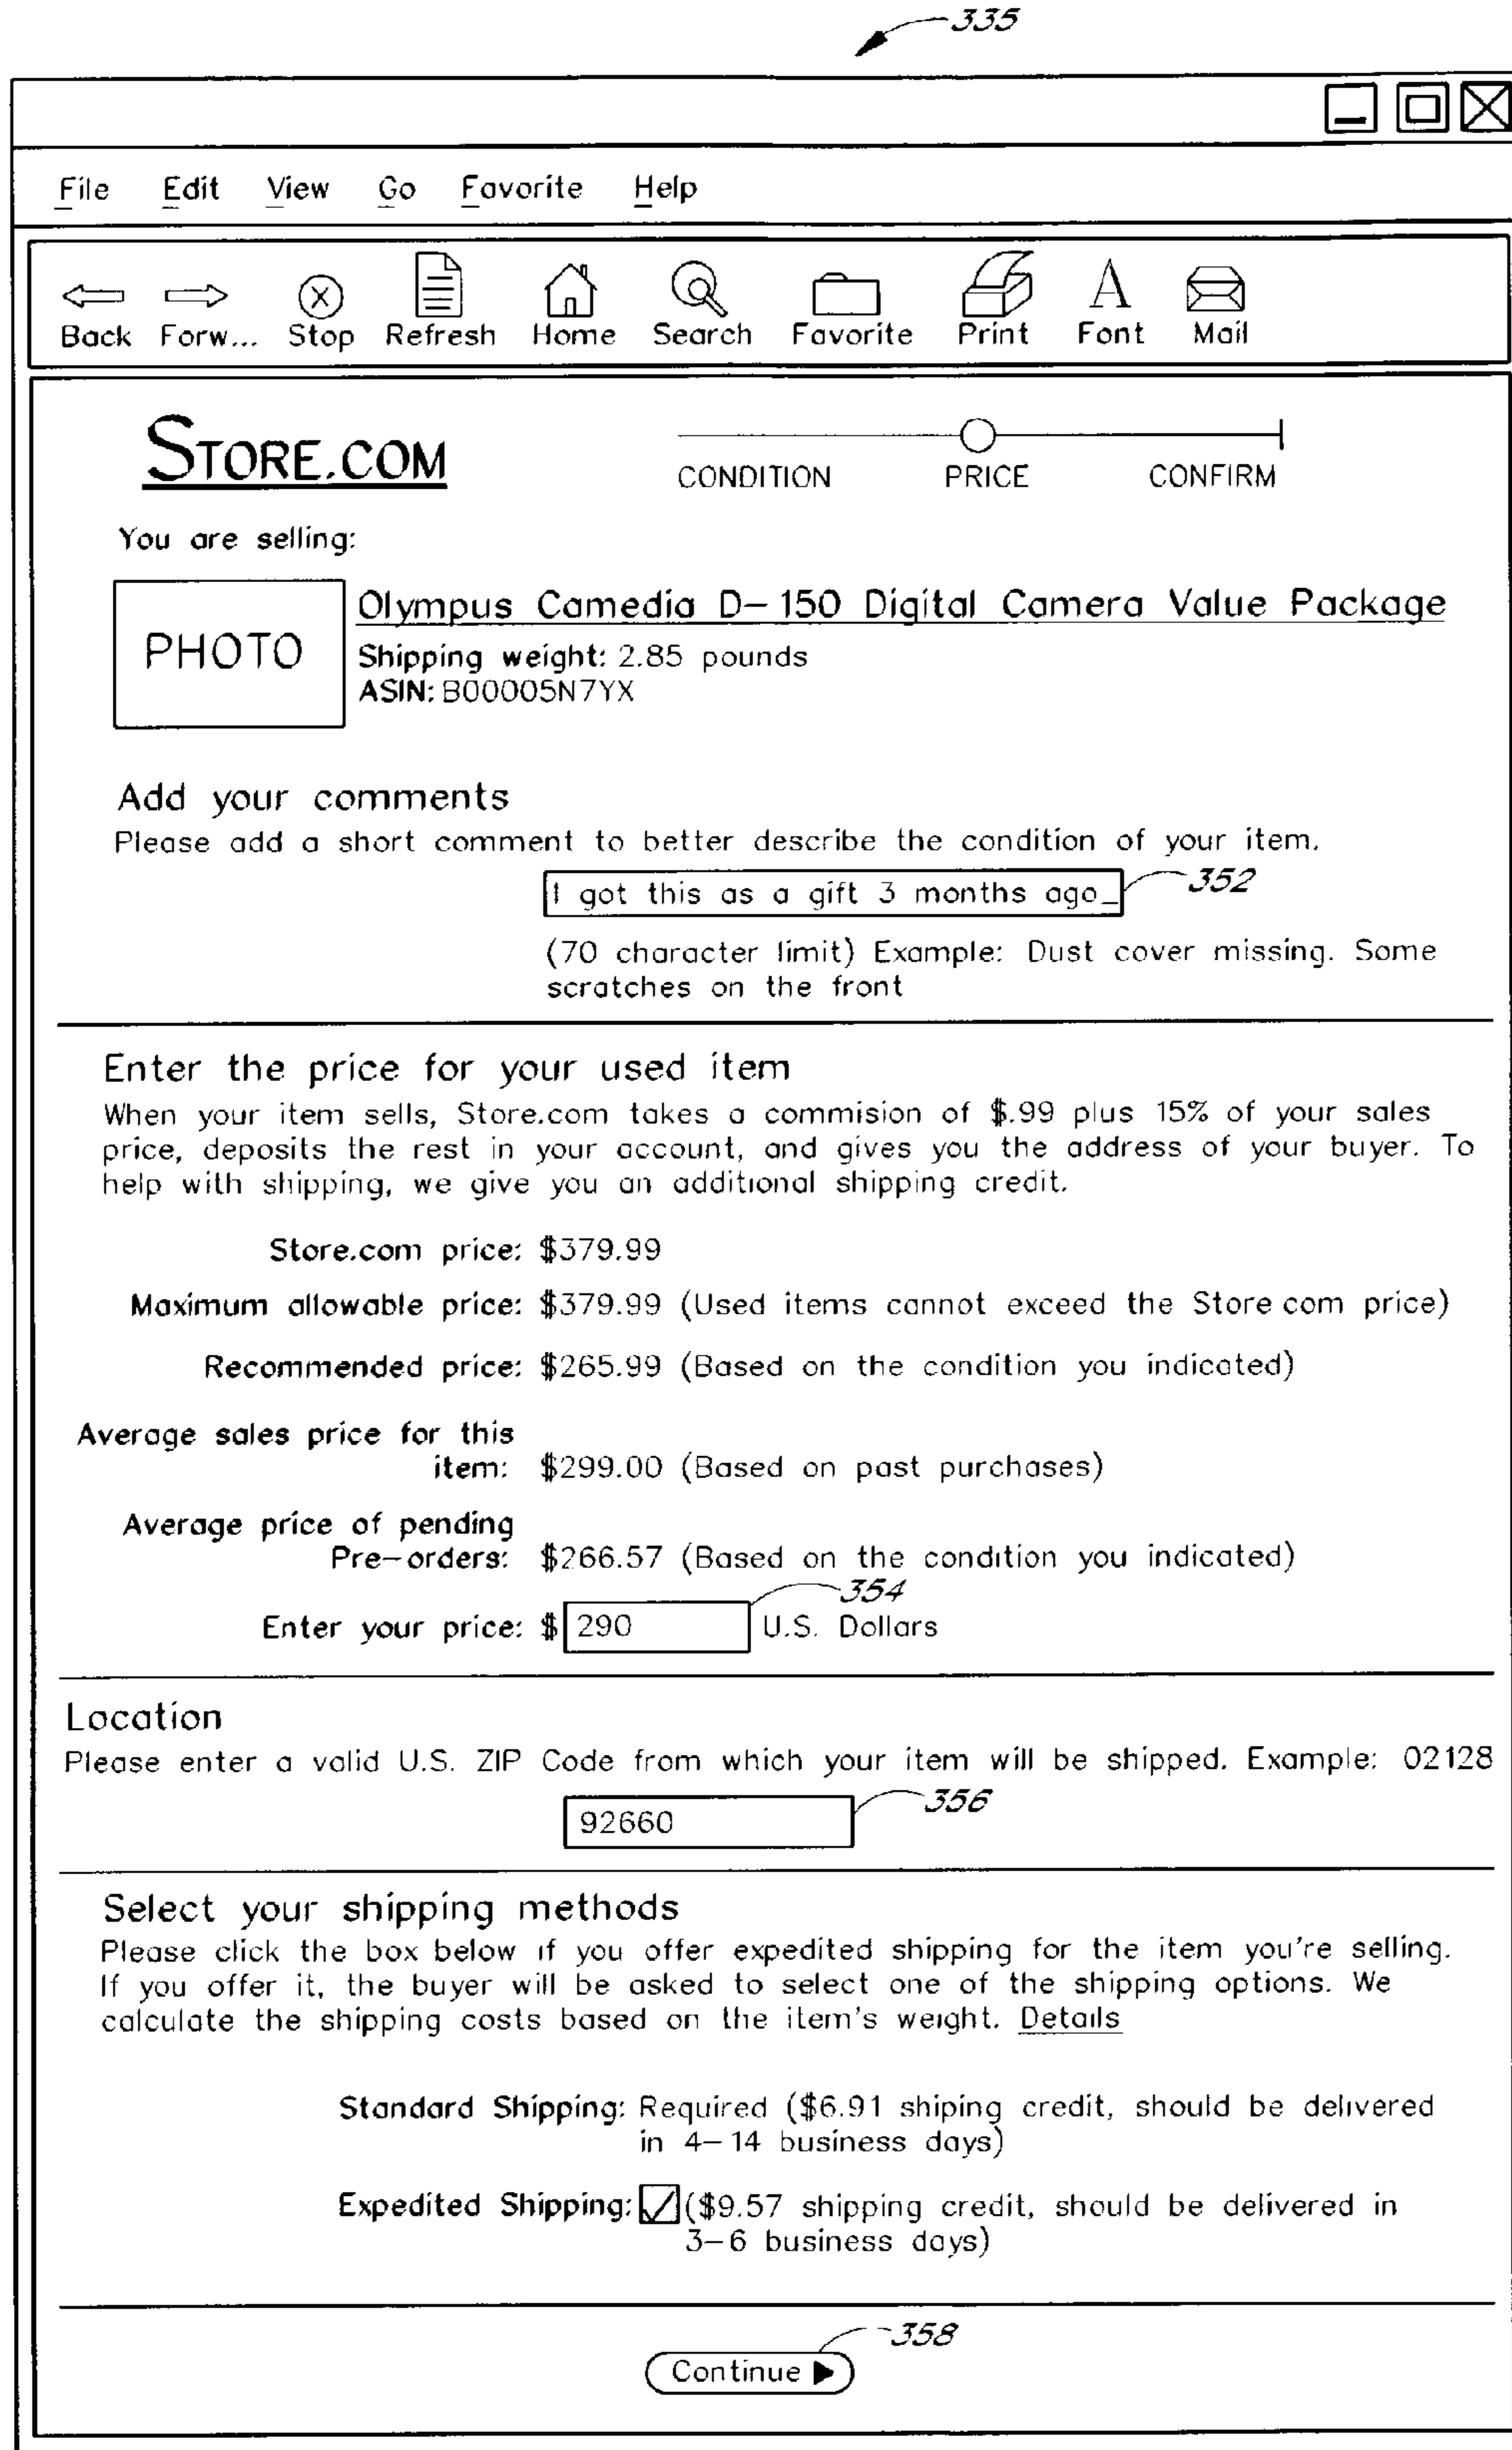 335
File Edit View Go Favorite Help
Back Forw... Stop Refresh Home Search Favorite Print Font Mail
STORE.COM
CONDITION PRICE CONFIRM
You are selling:
PHOTO
Olympus Camedia D-150 Digital Camera Value Package
Shipping weight: 2.85 pounds
ASIN: B00005N7YX
Add your comments
Please add a short comment to better describe the condition of your item.
I got this as a gift 3 months ago_ 352
(70 character limit) Example: Dust cover missing. Some
scratches on the front
Enter the price for your used item
When your item sells, Store.com takes a commision of $.99 plus 15% of your sales
price, deposits the rest in your account, and gives you the address of your buyer. To
help with shipping, we give you an additional shipping credit.
Store.com price: $379.99
Maximum allowable price: $379.99 (Used items cannot exceed the Store com price)
Recommended price: $265.99 (Based on the condition you indicated)
Average sales price for this
item: $299.00 (Based on past purchases)
Average price of pending
Pre-orders: $266.57 (Based on the condition you indicated)
354
Enter your price: $ 290 U.S. Dollars
Location
Please enter a valid U.S. ZIP Code from which your item will be shipped. Example: 02128
92660 356
Select your shipping methods
Please click the box below if you offer expedited shipping for the item you're selling.
If you offer it, the buyer will be asked to select one of the shipping options. We
calculate the shipping costs based on the item's weight. Details
Standard Shipping: Required ($6.91 shiping credit, should be delivered
in 4-14 business days)
Expedited Shipping: ($9.57 shipping credit, should be delivered in
3-6 business days)
358
Continue